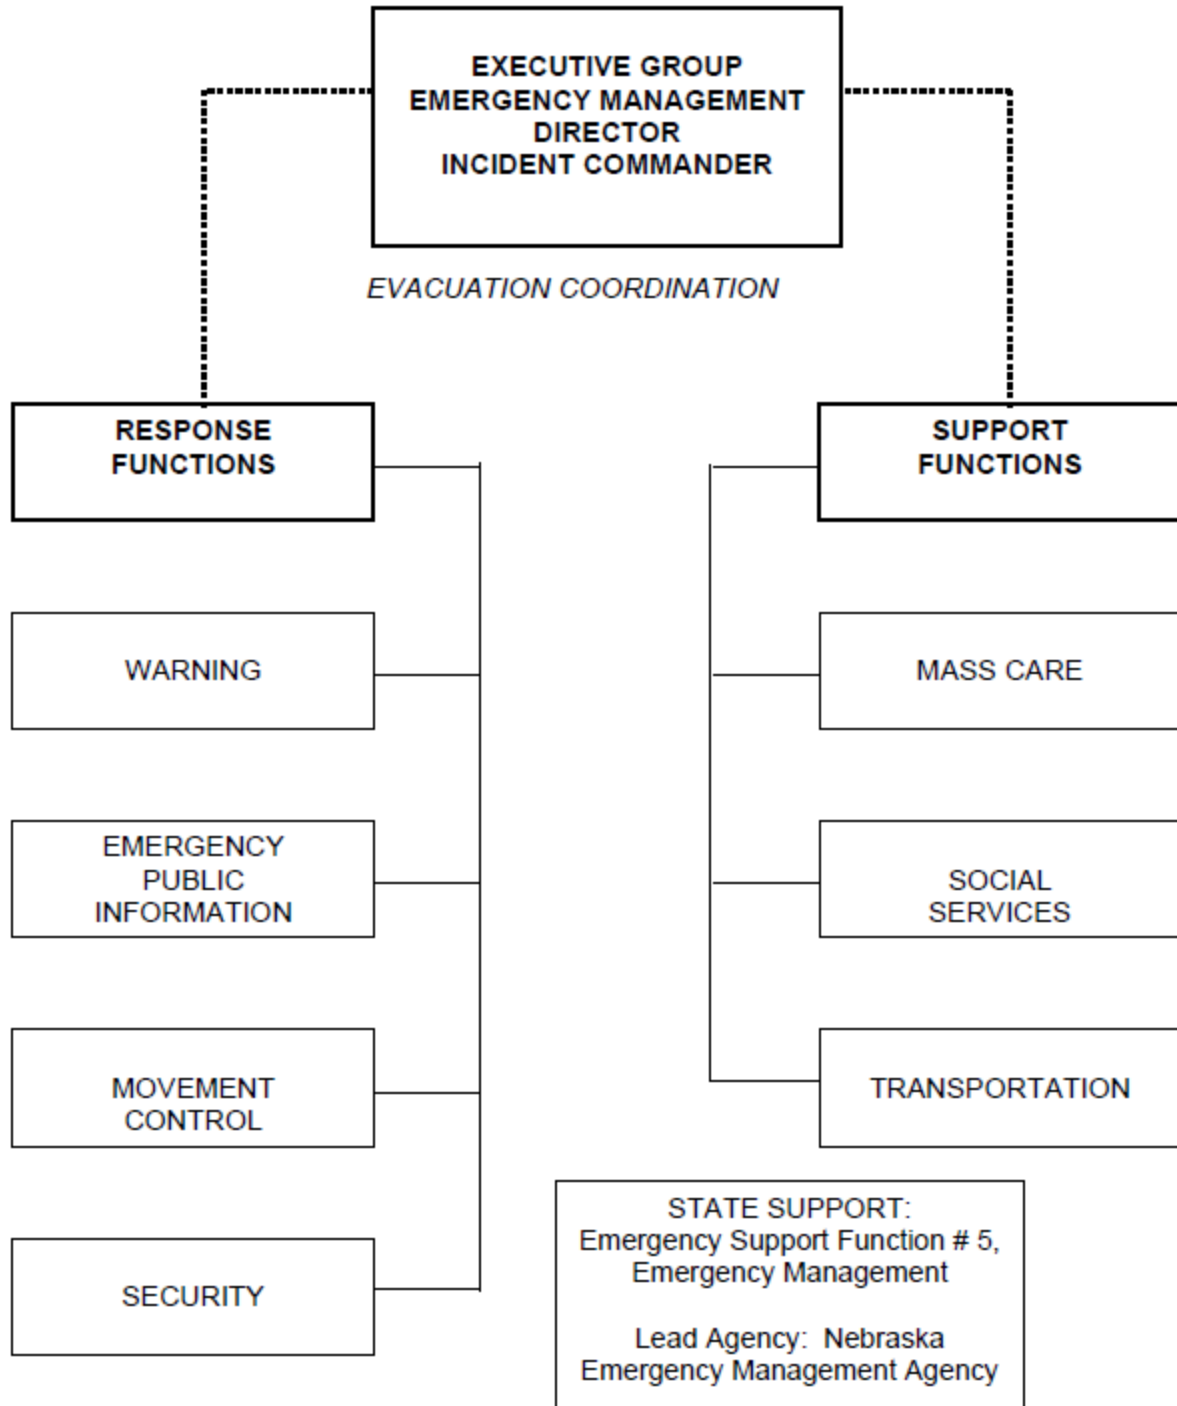 EXECUTIVE GROUP
EMERGENCY MANAGEMENT
DIRECTOR
INCIDENT COMMANDER
EVACUATION COORDINATION
RESPONSE
FUNCTIONS
SUPPORT
FUNCTIONS
WARNING
MASS CARE
EMERGENCY
PUBLIC
INFORMATION
SOCIAL
SERVICES
MOVEMENT
CONTROL
TRANSPORTATION
SECURITY
STATE SUPPORT:
Emergency Support Function # 5,
Emergency Management
Lead Agency:  Nebraska
Emergency Management Agency